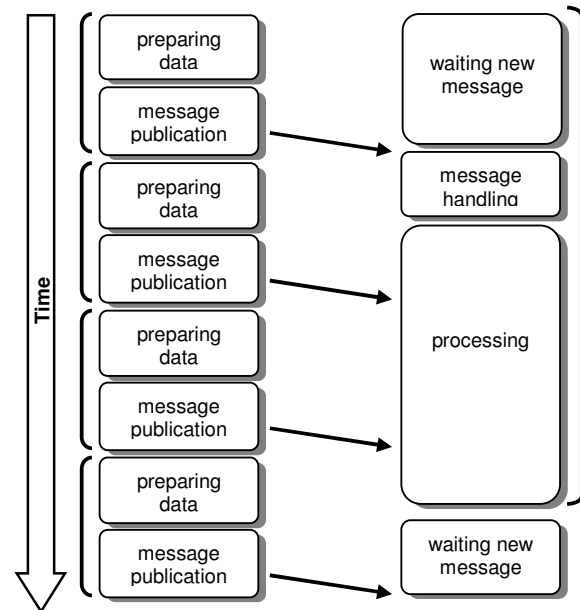 Time
preparing
data
message
publication
preparing
data
message
publication
preparing
data
message
publication
preparing
data
message
publication
waiting new
message
message
handling
processing
waiting new
message